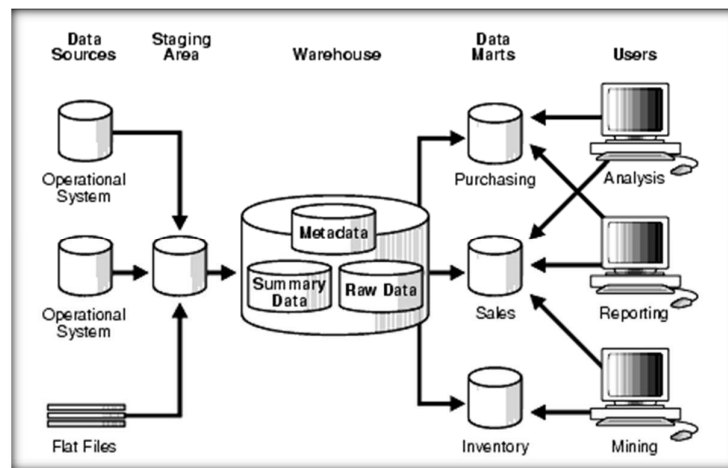 Data Sources
Staging Area
Warehouse
Data Marts
Users
Operational System
Purchasing
Analysis
Metadata
Summary Data
Raw Data
Operational System
Sales
Reporting
Flat Files
Inventory
Mining